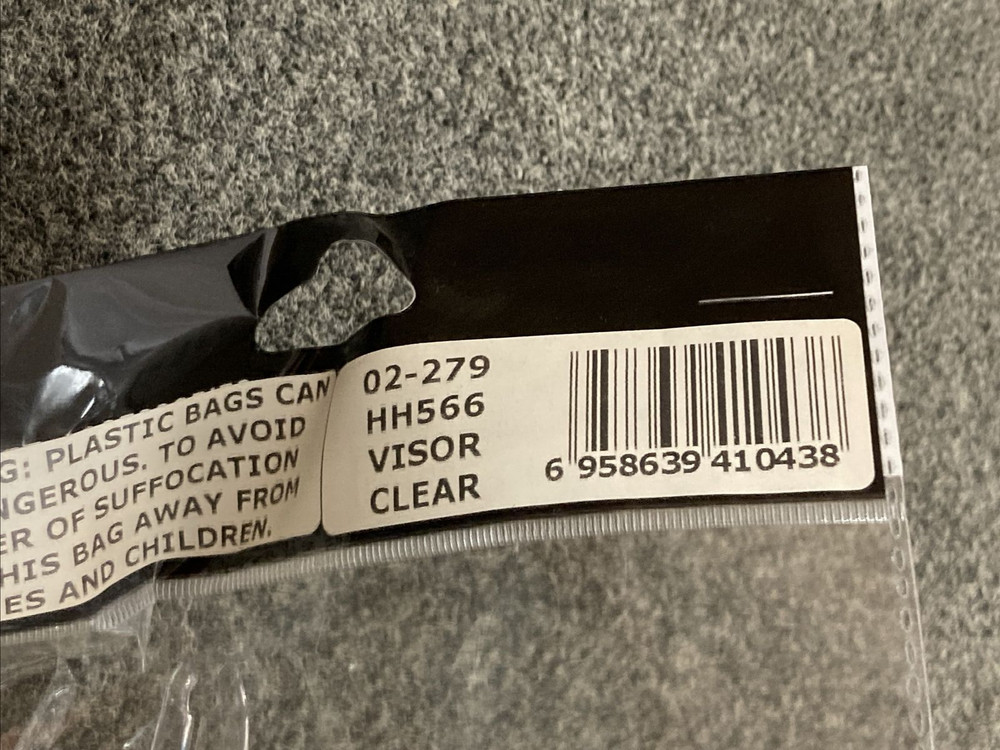 G: PLASTIC BAGS CAN
NGEROUS. TO AVOID
ER OF SUFFOCATION
HIS BAG AWAY FROM
ES AND CHILDREN.
02-279
HH566
VISOR
CLEAR
6 958639 410438